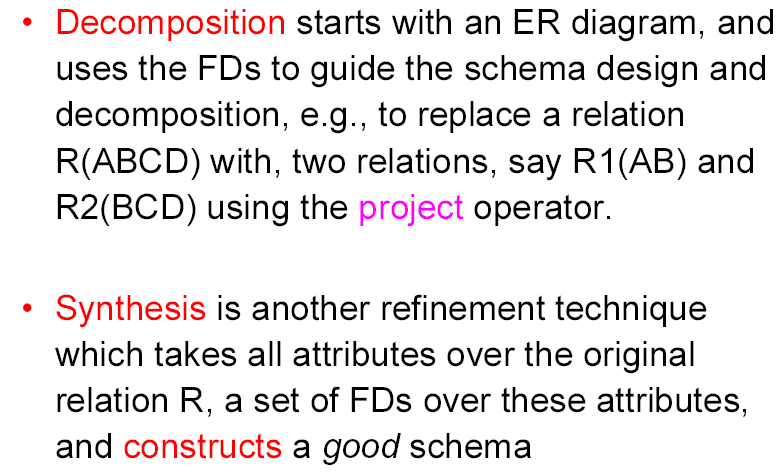 • Decomposition starts with an ER diagram, and
uses the FDs to guide the schema design and
decomposition, e.g., to replace a relation
R(ABCD) with, two relations, say R1(AB) and
R2(BCD) using the project operator.
• Synthesis is another refinement technique
which takes all attributes over the original
relation R, a set of FDs over these attributes,
and constructs a good schema